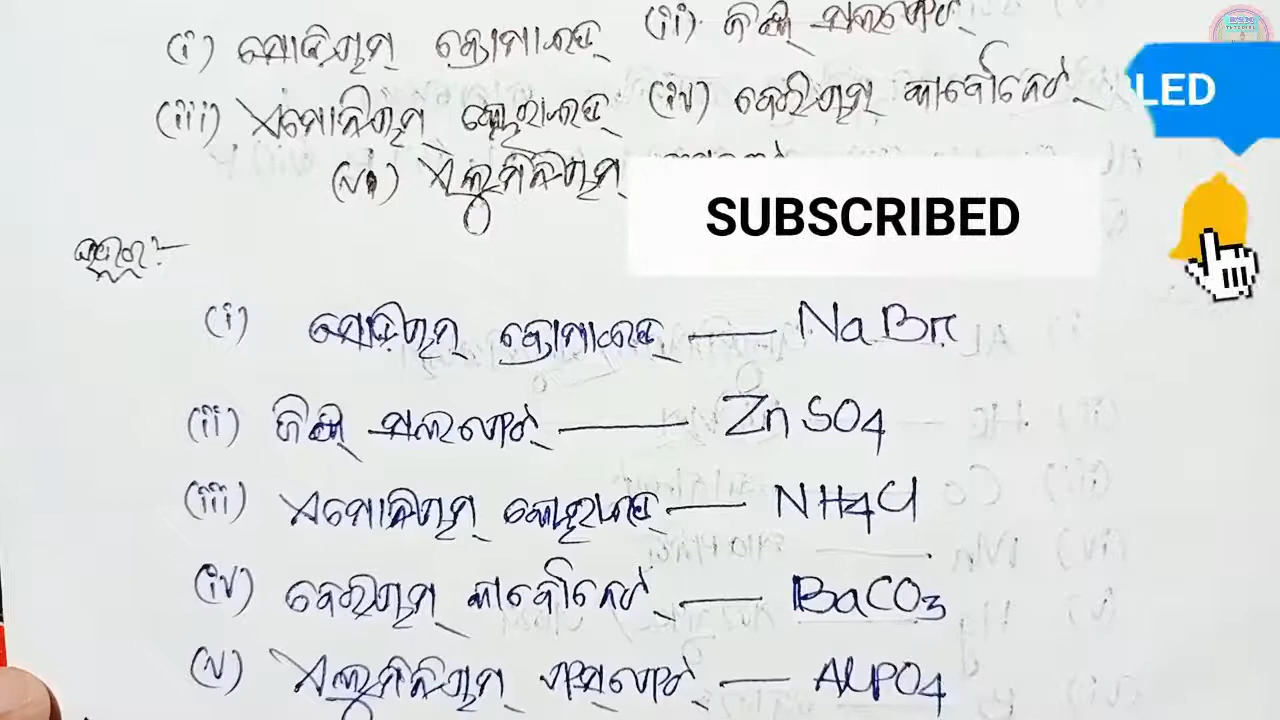 (i) ସୋଡ଼ିୟମ୍ ବ୍ରୋମାଇଡ୍ (ii) ଜିଙ୍କ୍ ସଲଫେଟ୍
(iii) ଏମୋନିୟମ୍ କ୍ଲୋରାଇଡ୍ (iv) ବେରିୟମ୍ କାର୍ବୋନେଟ୍
(v) ଏଲୁମିନିୟମ୍
LED
SUBSCRIBED
ଉତ୍ତର :-
(i) ସୋଡ଼ିୟମ୍ ବ୍ରୋମାଇଡ୍ — NaBr
(ii) ଜିଙ୍କ୍ ସଲଫେଟ୍ — ZnSO4
(iii) ଏମୋନିୟମ୍ କ୍ଲୋରାଇଡ୍ — NH4Cl
(iv) ବେରିୟମ୍ କାର୍ବୋନେଟ୍ — BaCO3
(v) ଏଲୁମିନିୟମ୍ ଫସ୍ଫେଟ୍ — AlPO4